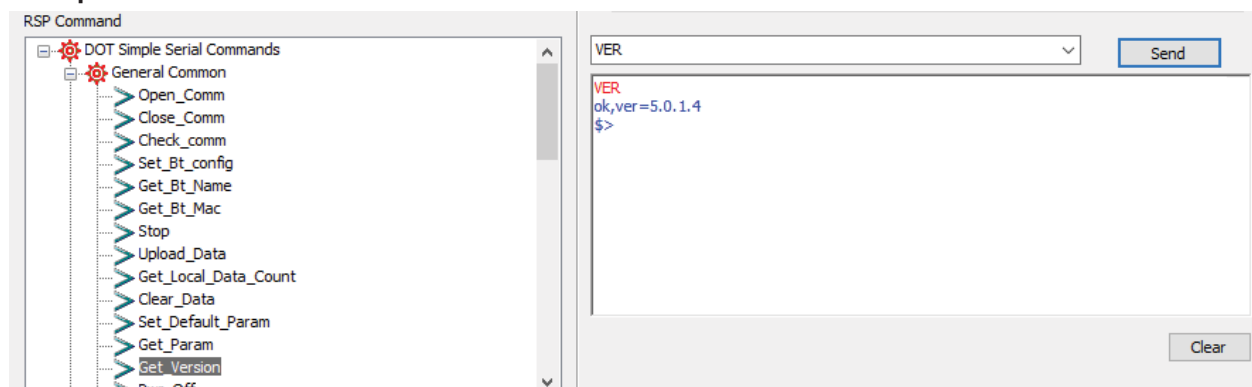 RSP Command
DOT Simple Serial Commands
General Common
Open_Comm
Close_Comm
Check_comm
Set_Bt_config
Get_Bt_Name
Get_Bt_Mac
Stop
Upload_Data
Get_Local_Data_Count
Clear_Data
Set_Default_Param
Get_Param
Get_Version
VER
Send
VER
ok,ver=5.0.1.4
$>
Clear